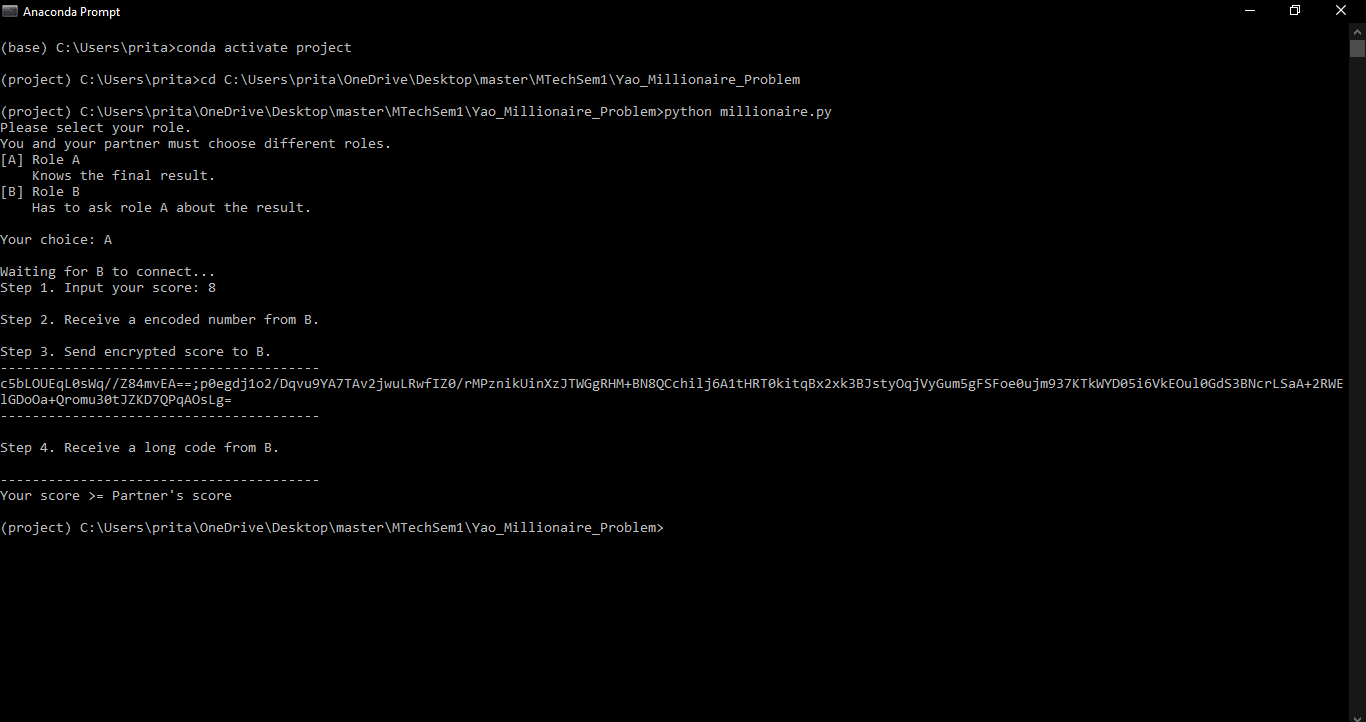 Anaconda Prompt
(base) C:\Users\prita>conda activate project
(project) C:\Users\prita>cd C:\Users\prita\OneDrive\Desktop\master\MTechSem1\Yao_Millionaire_Problem
(project) C:\Users\prita\OneDrive\Desktop\master\MTechSem1\Yao_Millionaire_Problem>python millionaire.py
Please select your role.
You and your partner must choose different roles.
[A] Role A
    Knows the final result.
[B] Role B
    Has to ask role A about the result.
Your choice: A
Waiting for B to connect...
Step 1. Input your score: 8
Step 2. Receive a encoded number from B.
Step 3. Send encrypted score to B.
----------------------------------------
c5bLOUEqL0sWq//Z84mvEA==;p0egdj1o2/Dqvu9YA7TAv2jwuLRwfIZ0/rMPznikUinXzJTWGgRHM+BN8QCchilj6A1tHRT0kitqBx2xk3BJstyOqjVyGum5gFSFoe0ujm937KTkWYD05i6VkEOul0GdS3BNcrLSaA+2RWE
lGDoOa+Qromu30tJZKD7QPqAOsLg=
----------------------------------------
Step 4. Receive a long code from B.
----------------------------------------
Your score >= Partner's score
(project) C:\Users\prita\OneDrive\Desktop\master\MTechSem1\Yao_Millionaire_Problem>